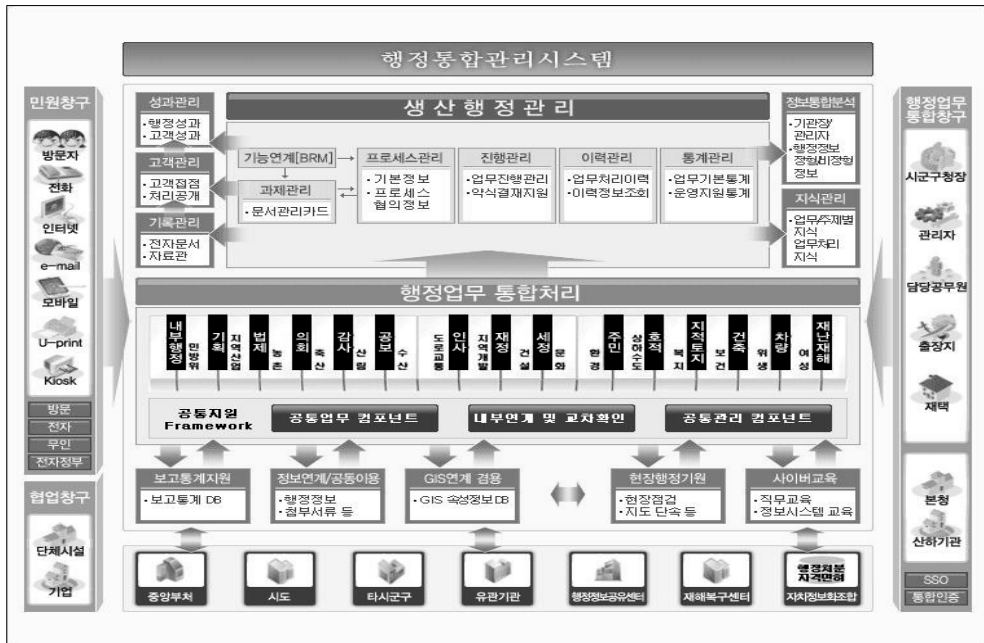 행정통합관리시스템
민원창구
방문자
전화
인터넷
e-mail
모바일
U-print
Kiosk
방문
전자
무인
전자정부
협업창구
단체시설
기업
성과관리
·행정성과
·고객성과
고객관리
·고객접점
·처리공개
기록관리
·전자문서
·자료관
생산행정관리
기능연계[BRM]
과제관리
·문서관리카드
프로세스관리
·기본정보
·프로세스
협의정보
진행관리
·업무진행관리
·약식결재지원
이력관리
·업무처리이력
·이력정보조회
통계관리
·업무기본통계
·운영지원통계
정보통합분석
·기관장/
관리자
·행정정보
정형/비정형
정보
지식관리
·업무/주제별
지식
업무처리
지식
행정업무 통합처리
내부행정
민방위
기획
지역산업
법제
농촌
의회
축산
감사
산림
공보
수산
도로교통
인사
지역개발
재정
건설
세정
문화
환경
주민
상하수도
호적
복지
지적토지
보건
건축
위생
차량
여성
재난재해
공통지원
Framework
공통업무 컴포넌트
내부연계 및 교차확인
공통관리 컴포넌트
보고통계지원
·보고통계 DB
정보연계/공동이용
·행정정보
·첨부서류 등
GIS연계 겸용
·GIS 속성정보DB
현장행정기원
·현장점검
·지도 단속 등
사이버교육
·직무교육
·정보시스템 교육
중앙부처
시도
타시군구
유관기관
행정정보공유센터
재해복구센터
행정처분
자격면허
자치정보화조합
행정업무
통합창구
시군구청장
관리자
담당공무원
출장지
재택
본청
산하기관
SSO
통합인증